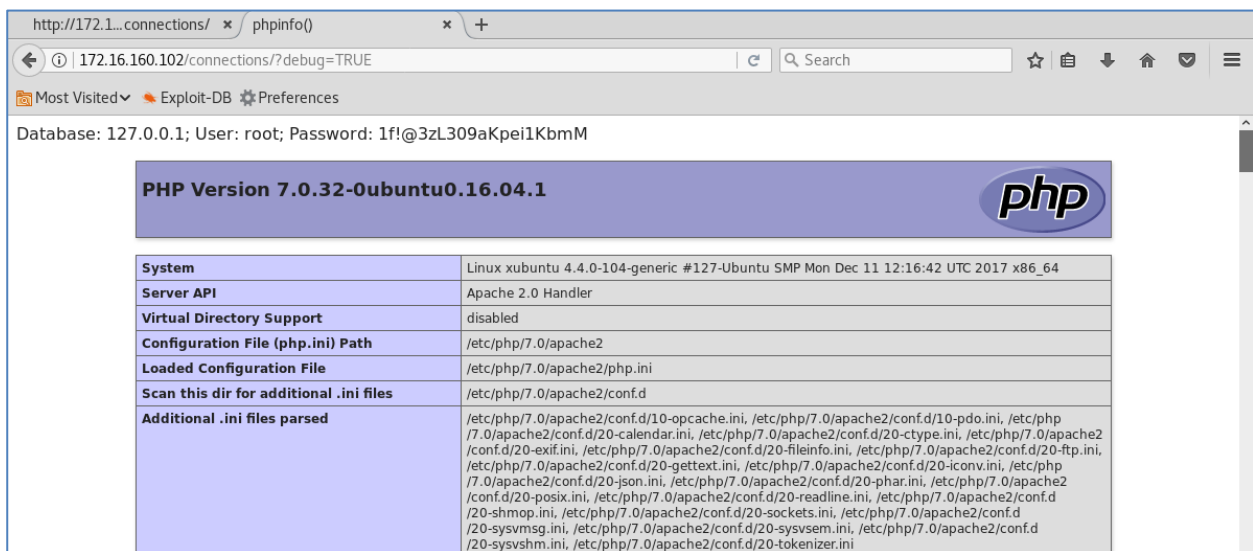 http://172.1...connections/ × phpinfo() × +
172.16.160.102/connections/?debug=TRUE Search
Most Visited Exploit-DB Preferences
Database: 127.0.0.1; User: root; Password: 1f!@3zL309aKpei1KbmM
PHP Version 7.0.32-0ubuntu0.16.04.1 php
System Linux xubuntu 4.4.0-104-generic #127-Ubuntu SMP Mon Dec 11 12:16:42 UTC 2017 x86_64
Server API Apache 2.0 Handler
Virtual Directory Support disabled
Configuration File (php.ini) Path /etc/php/7.0/apache2
Loaded Configuration File /etc/php/7.0/apache2/php.ini
Scan this dir for additional .ini files /etc/php/7.0/apache2/conf.d
Additional .ini files parsed /etc/php/7.0/apache2/conf.d/10-opcache.ini, /etc/php/7.0/apache2/conf.d/10-pdo.ini, /etc/php
/7.0/apache2/conf.d/20-calendar.ini, /etc/php/7.0/apache2/conf.d/20-ctype.ini, /etc/php/7.0/apache2
/conf.d/20-exif.ini, /etc/php/7.0/apache2/conf.d/20-fileinfo.ini, /etc/php/7.0/apache2/conf.d/20-ftp.ini,
/etc/php/7.0/apache2/conf.d/20-gettext.ini, /etc/php/7.0/apache2/conf.d/20-iconv.ini, /etc/php
/7.0/apache2/conf.d/20-json.ini, /etc/php/7.0/apache2/conf.d/20-phar.ini, /etc/php/7.0/apache2
/conf.d/20-posix.ini, /etc/php/7.0/apache2/conf.d/20-readline.ini, /etc/php/7.0/apache2/conf.d
/20-shmop.ini, /etc/php/7.0/apache2/conf.d/20-sockets.ini, /etc/php/7.0/apache2/conf.d
/20-sysvmsg.ini, /etc/php/7.0/apache2/conf.d/20-sysvsem.ini, /etc/php/7.0/apache2/conf.d
/20-sysvshm.ini, /etc/php/7.0/apache2/conf.d/20-tokenizer.ini